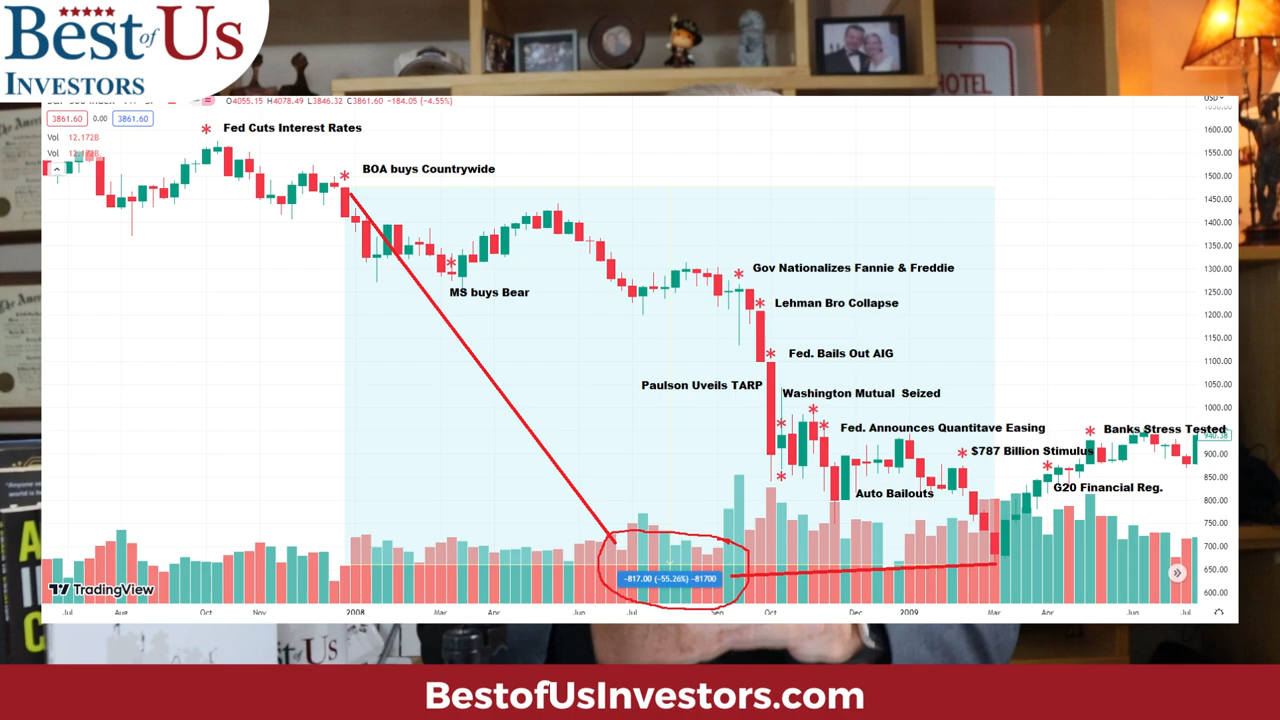 Best of Us
INVESTORS
O4055.15 H4078.49 L3846.32 C3861.60 −184.05 (−4.55%)
USD
3861.60 0.00 3861.60
Vol 12.172B
Vol
Fed Cuts Interest Rates
BOA buys Countrywide
MS buys Bear
Gov Nationalizes Fannie & Freddie
Lehman Bro Collapse
Fed. Bails Out AIG
Paulson Uveils TARP
Washington Mutual Seized
Fed. Announces Quantitave Easing
Banks Stress Tested
$787 Billion Stimulus
G20 Financial Reg.
Auto Bailouts
1600.00
1550.00
1500.00
1450.00
1400.00
1350.00
1300.00
1250.00
1200.00
1150.00
1100.00
1050.00
1000.00
940.38
900.00
850.00
800.00
750.00
700.00
650.00
600.00
−817.00 (−55.26%) −81700
TradingView
Jul Aug Oct Nov 2008 Mar Apr Jun Jul Sep Oct Dec 2009 Mar Apr Jun Jul
HOTEL
BestofUsInvestors.com